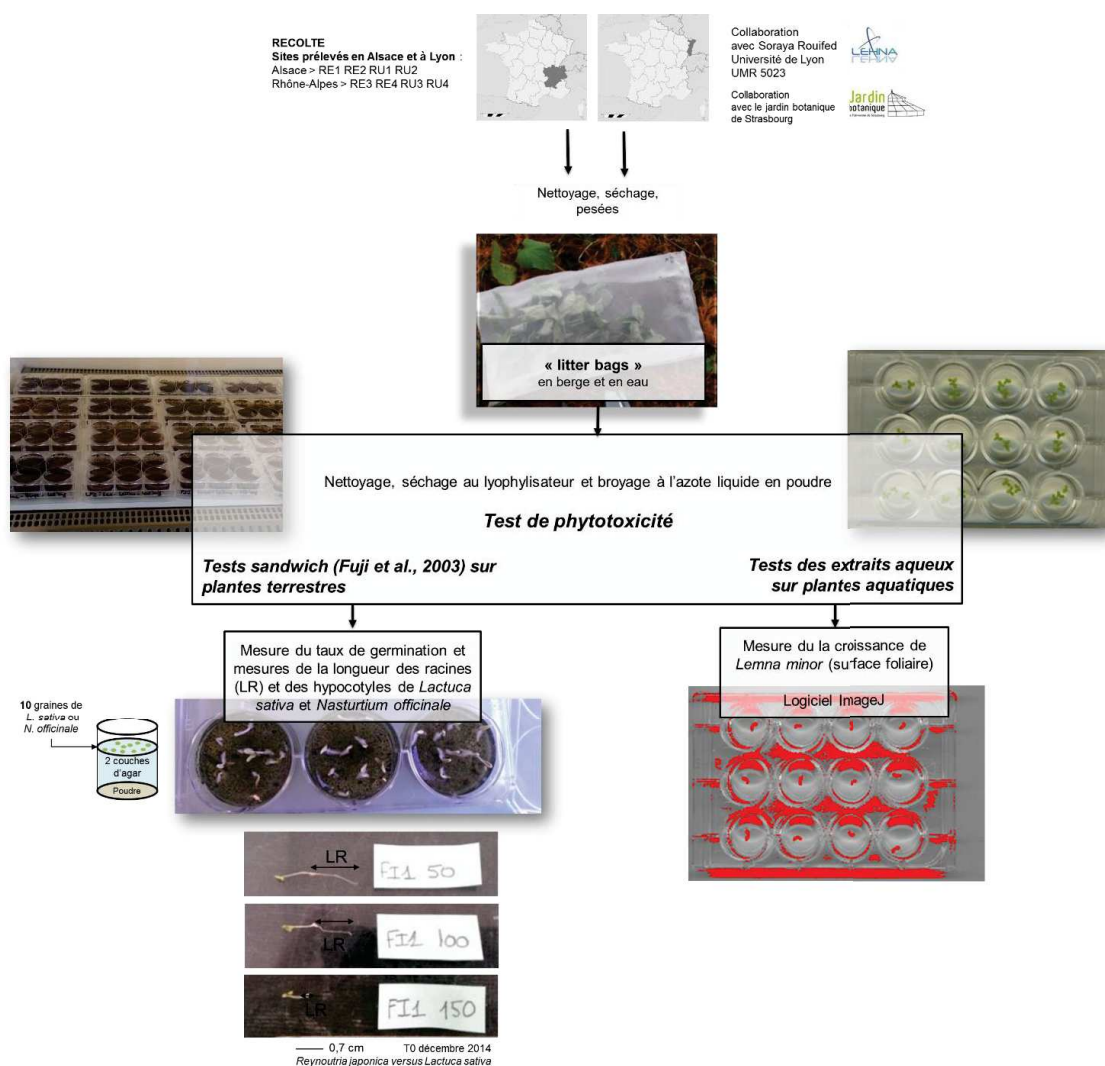 RECOLTE
Sites prélevés en Alsace et à Lyon :
Alsace > RE1 RE2 RU1 RU2
Rhône-Alpes > RE3 RE4 RU3 RU4
Collaboration
avec Soraya Rouifed
Université de Lyon
UMR 5023
LEHNA
Collaboration
avec le jardin botanique
de Strasbourg
Jardin
botanique
Nettoyage, séchage,
pesées
« litter bags »
en berge et en eau
Nettoyage, séchage au lyophylisateur et broyage à l'azote liquide en poudre
Test de phytotoxicité
Tests sandwich (Fuji et al., 2003) sur
plantes terrestres
Tests des extraits aqueux
sur plantes aquatiques
Mesure du taux de germination et
mesures de la longueur des racines
(LR) et des hypocotyles de Lactuca
sativa et Nasturtium officinale
Mesure du la croissance de
Lemna minor (surface foliaire)
Logiciel ImageJ
10 graines de
L. sativa ou
N. officinale
2 couches
d'agar
Poudre
LR
FI1 50
LR
FI1 100
LR
FI1 150
0,7 cm
T0 décembre 2014
Reynoutria japonica versus Lactuca sativa